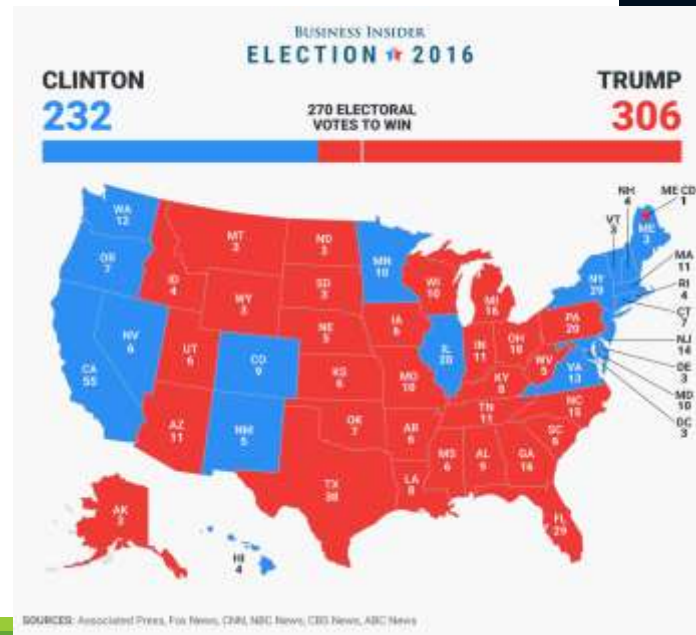 BUSINESS INSIDER
ELECTION 2016
CLINTON
232
270 ELECTORAL
VOTES TO WIN
TRUMP
306
WA
12
OR
7
CA
55
NV
6
ID
4
MT
3
WY
3
UT
6
CO
9
AZ
11
NM
5
ND
3
SD
3
NE
5
KS
6
OK
7
TX
38
MN
10
IA
6
MO
10
AR
6
LA
8
WI
10
IL
20
MI
16
IN
11
OH
18
KY
8
TN
11
MS
6
AL
9
GA
16
FL
29
SC
9
NC
15
VA
13
WV
5
PA
20
NY
29
VT
3
NH
4
ME CD
1
ME
3
MA
11
RI
4
CT
7
NJ
14
DE
3
MD
10
DC
3
AK
3
HI
4
SOURCES: Associated Press, Fox News, CNN, NBC News, CBS News, ABC News